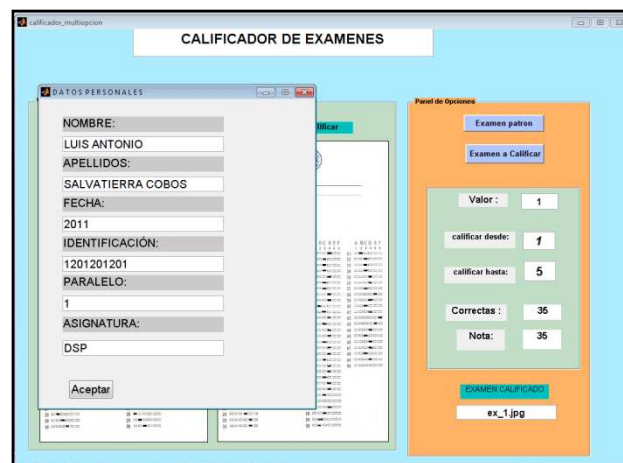 calificador_multiopcion
CALIFICADOR DE EXAMENES
DATOS PERSONALES
NOMBRE:
LUIS ANTONIO
APELLIDOS:
SALVATIERRA COBOS
FECHA:
2011
IDENTIFICACIÓN:
1201201201
PARALELO:
1
ASIGNATURA:
DSP
Aceptar
Panel de Opciones
Examen patron
Examen a Calificar
Valor : 1
calificar desde: 1
calificar hasta: 5
Correctas : 35
Nota: 35
EXAMEN CALIFICADO
ex_1.jpg